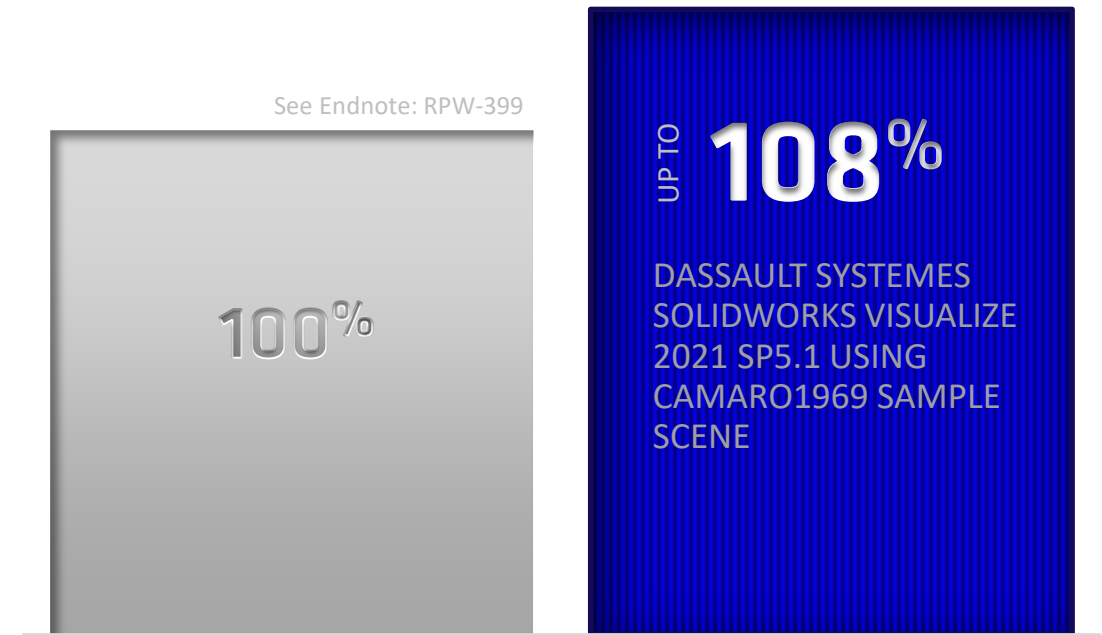 See Endnote: RPW-399
100%
UP TO
108%
DASSAULT SYSTEMES
SOLIDWORKS VISUALIZE
2021 SP5.1 USING
CAMARO1969 SAMPLE
SCENE